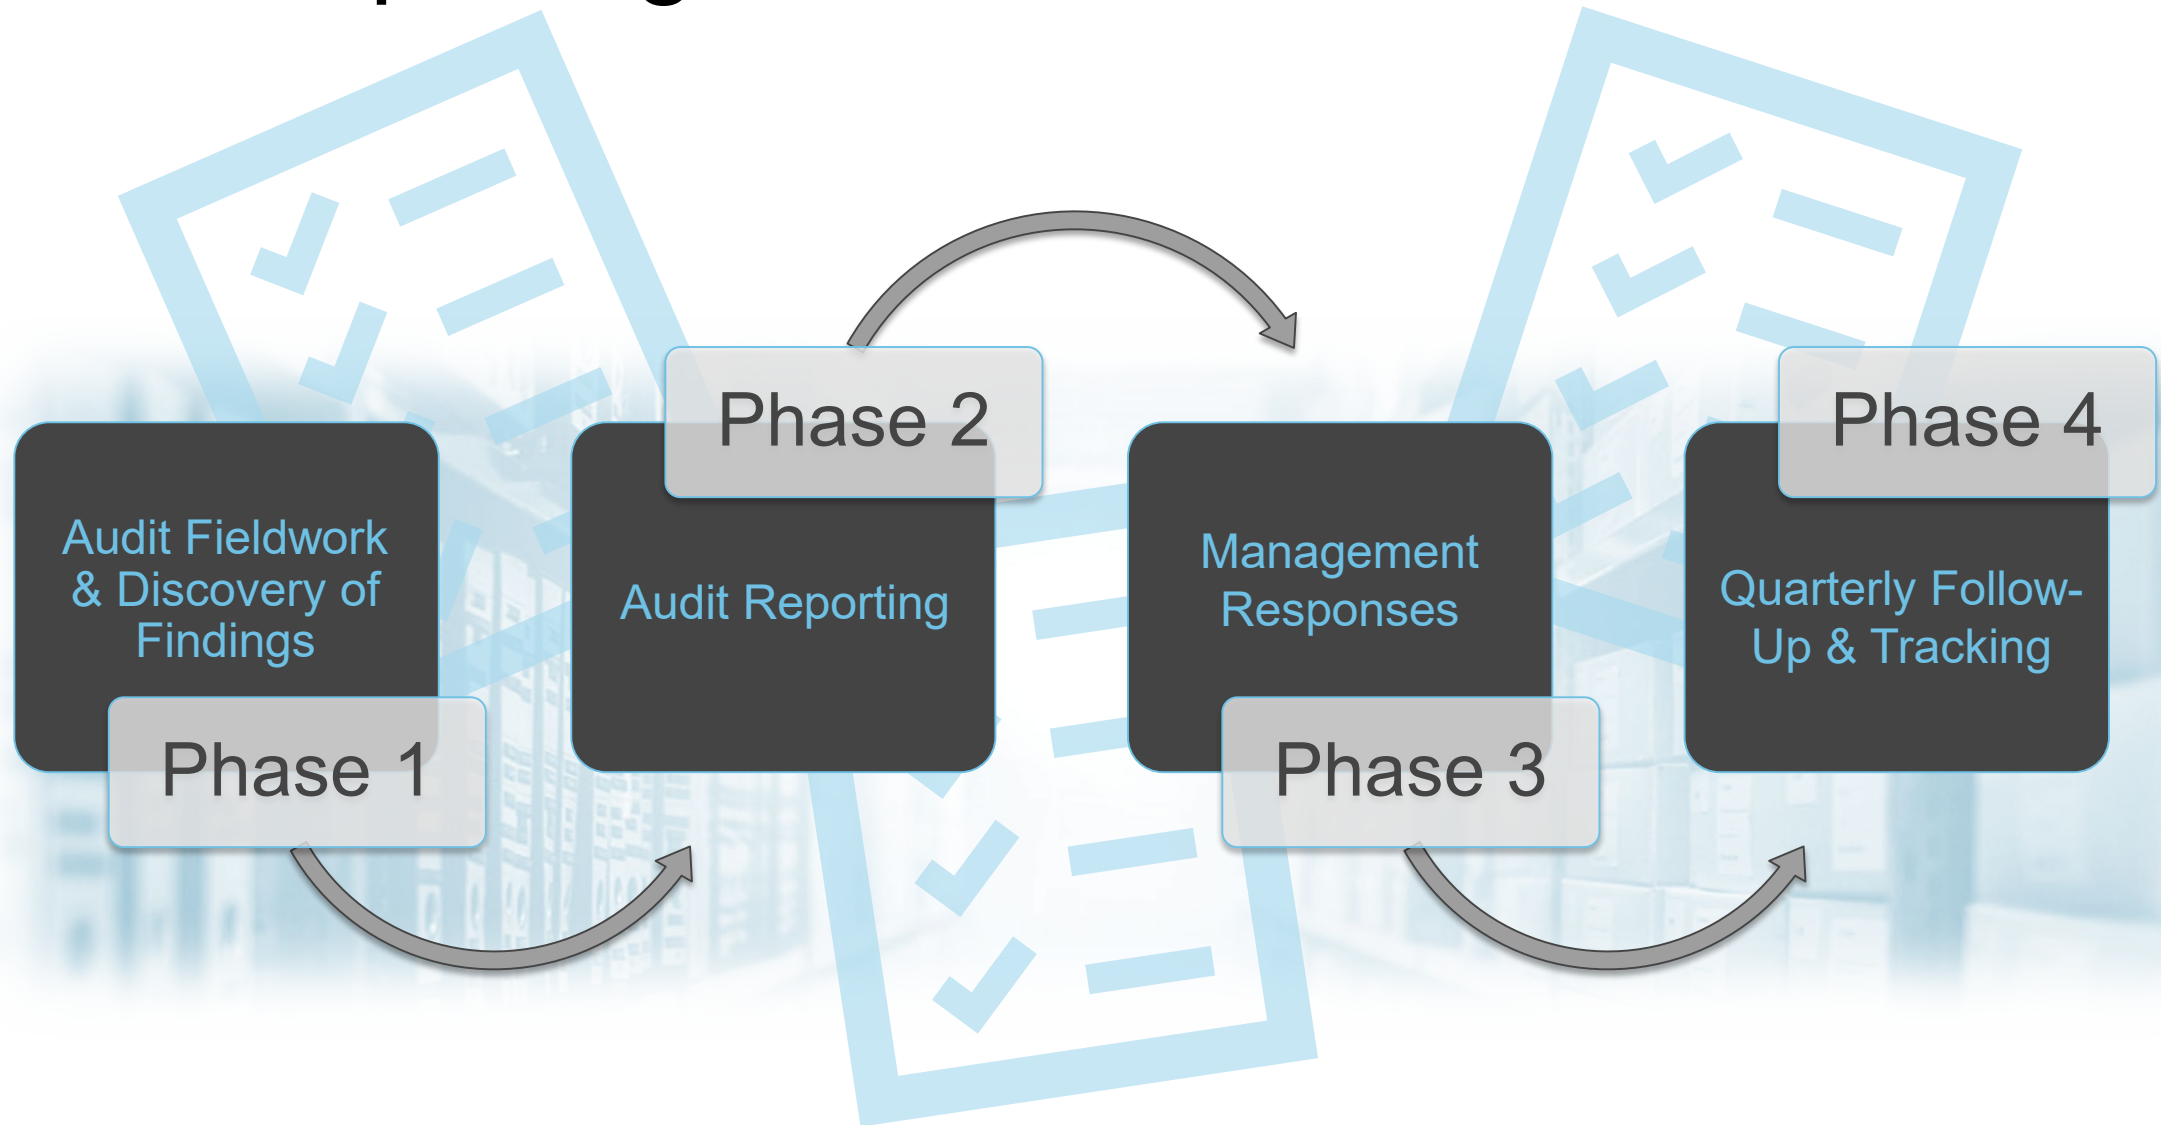 Audit Fieldwork
& Discovery of
Findings
Phase 1
Phase 2
Audit Reporting
Management
Responses
Phase 3
Phase 4
Quarterly Follow-
Up & Tracking